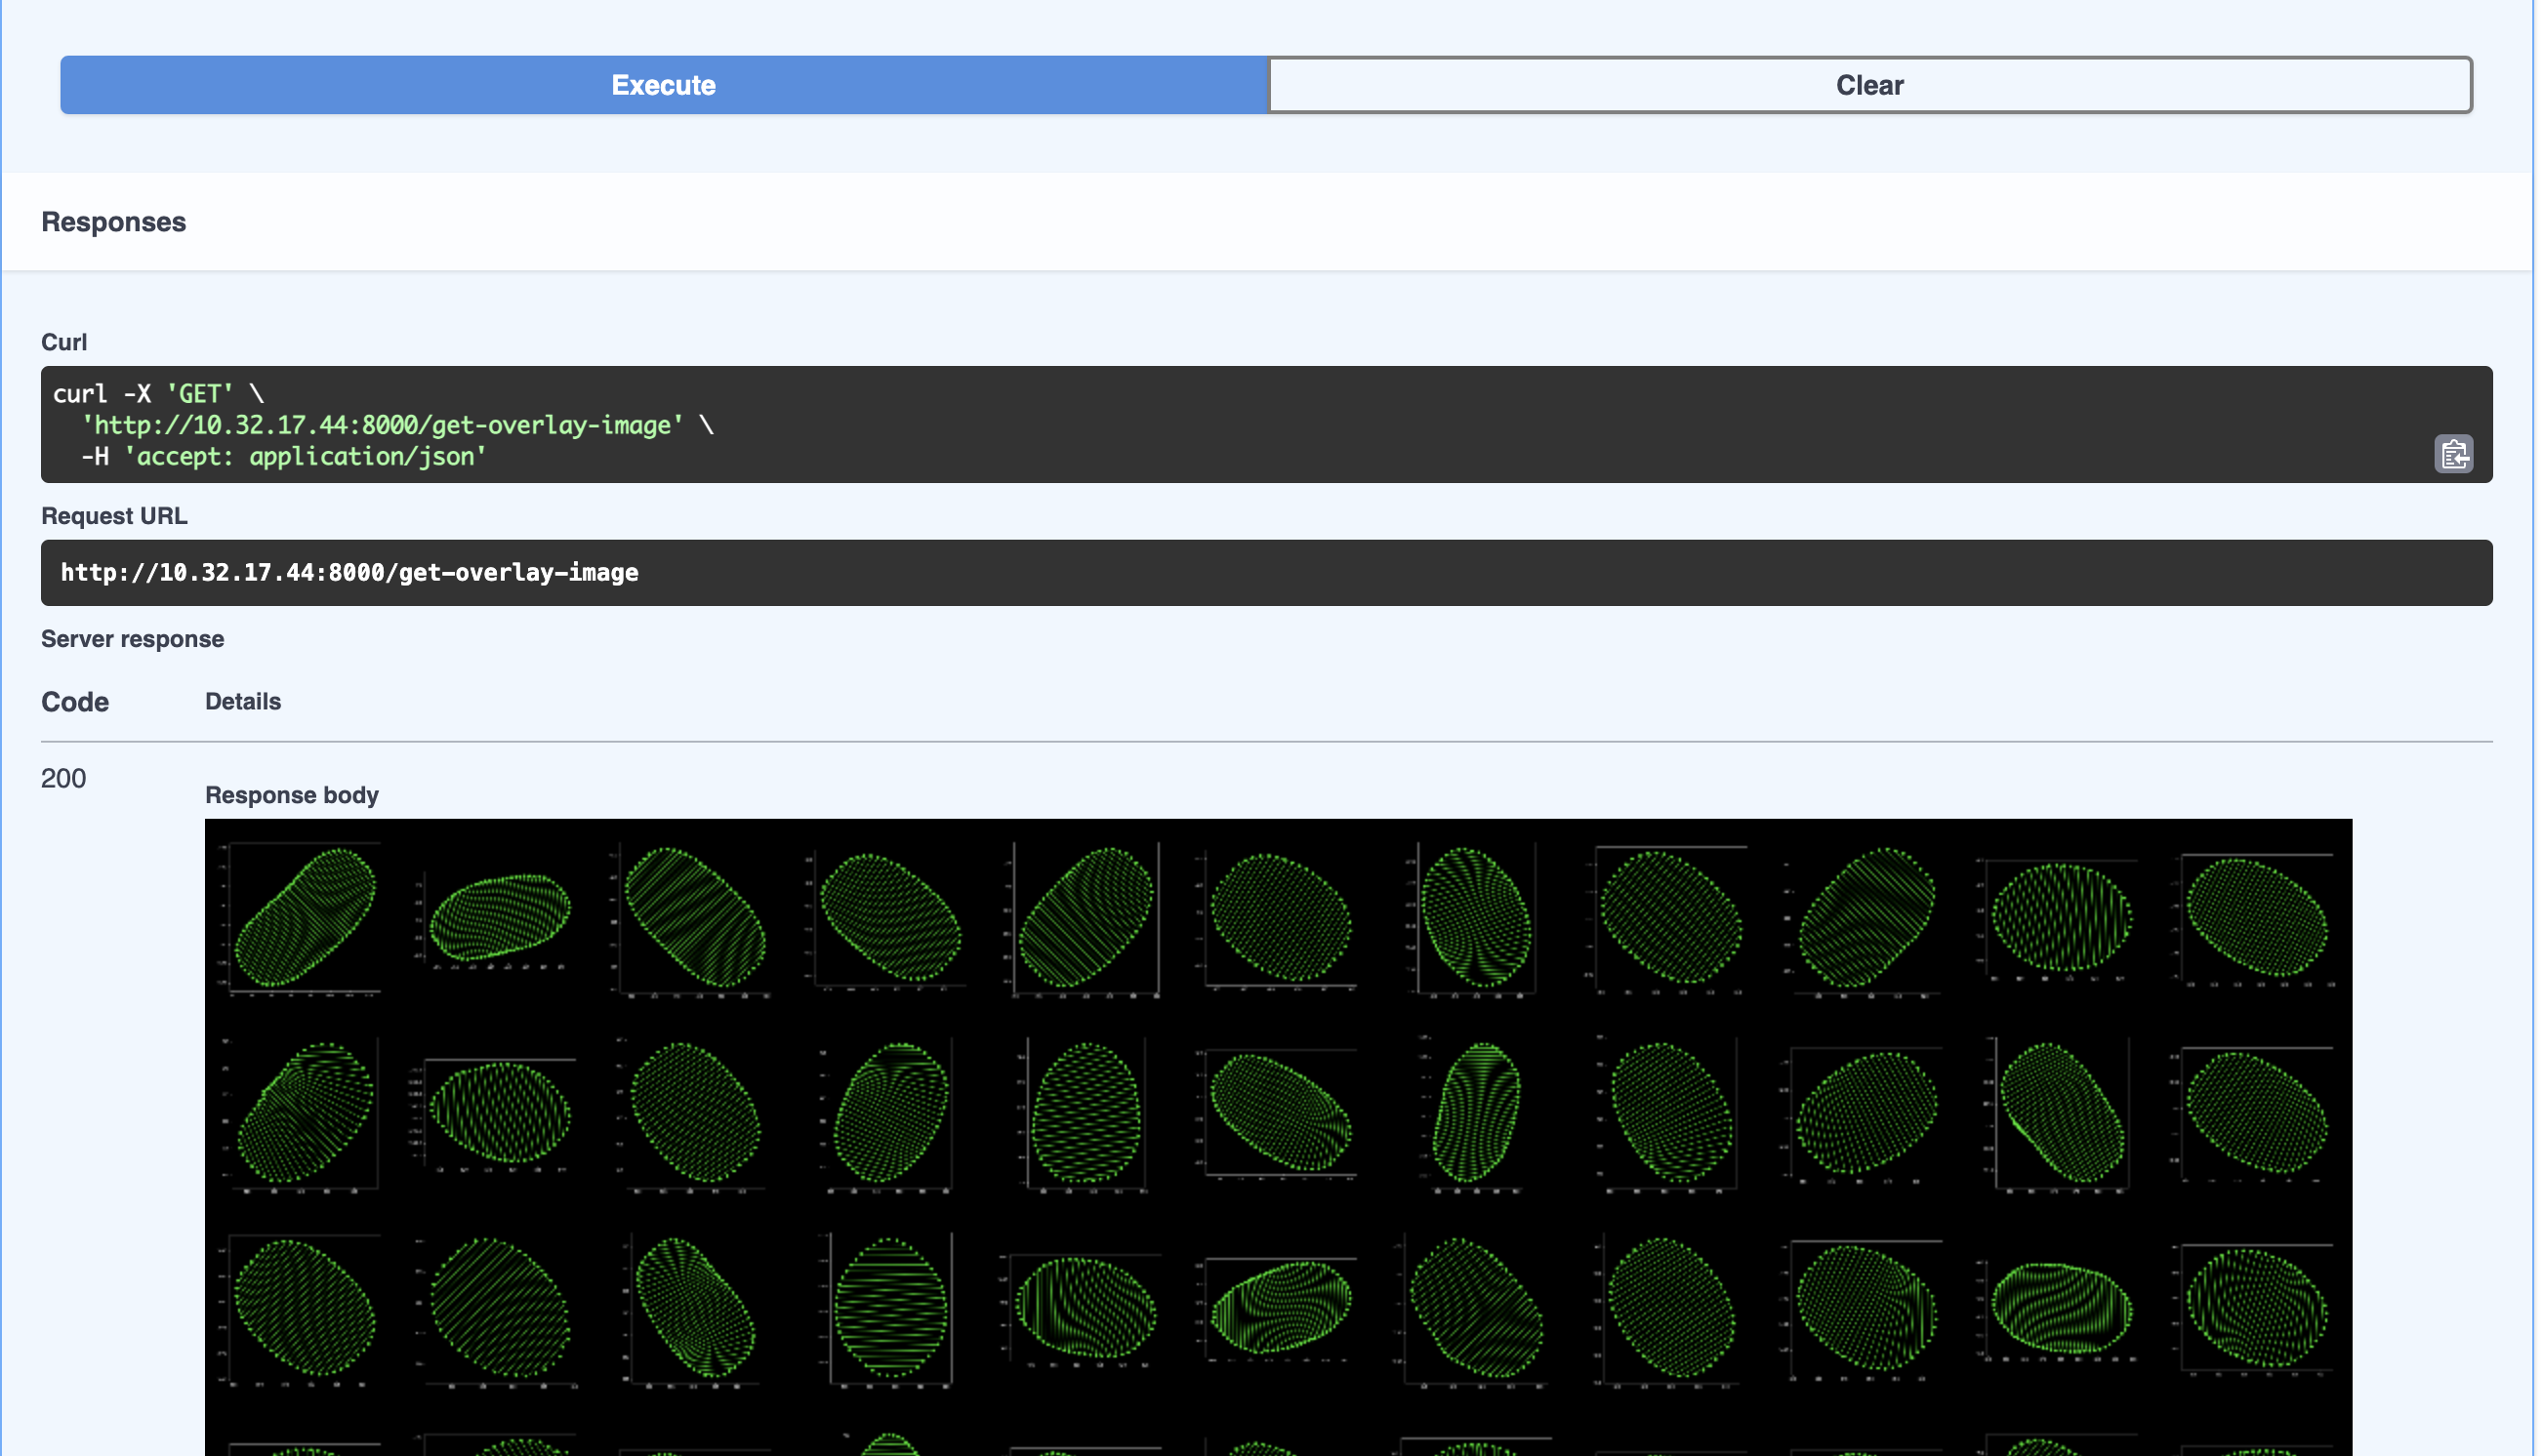 Execute
Clear
Responses
Curl
curl -X 'GET' \
'http://10.32.17.44:8000/get-overlay-image' \
-H 'accept: application/json'
Request URL
http://10.32.17.44:8000/get-overlay-image
Server response
Code
Details
200
Response body